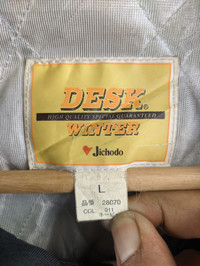 DESK®
HIGH QUALITY SPECIAL GUARANTEED
WINTER
Jichodo
L
品番 28070
COL 011